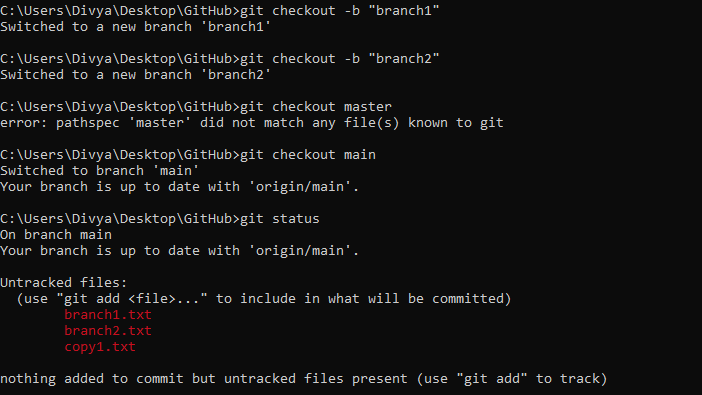 C:\Users\Divya\Desktop\GitHub>git checkout -b "branch1"
Switched to a new branch 'branch1'
C:\Users\Divya\Desktop\GitHub>git checkout -b "branch2"
Switched to a new branch 'branch2'
C:\Users\Divya\Desktop\GitHub>git checkout master
error: pathspec 'master' did not match any file(s) known to git
C:\Users\Divya\Desktop\GitHub>git checkout main
Switched to branch 'main'
Your branch is up to date with 'origin/main'.
C:\Users\Divya\Desktop\GitHub>git status
On branch main
Your branch is up to date with 'origin/main'.
Untracked files:
  (use "git add <file>..." to include in what will be committed)
        branch1.txt
        branch2.txt
        copy1.txt
nothing added to commit but untracked files present (use "git add" to track)